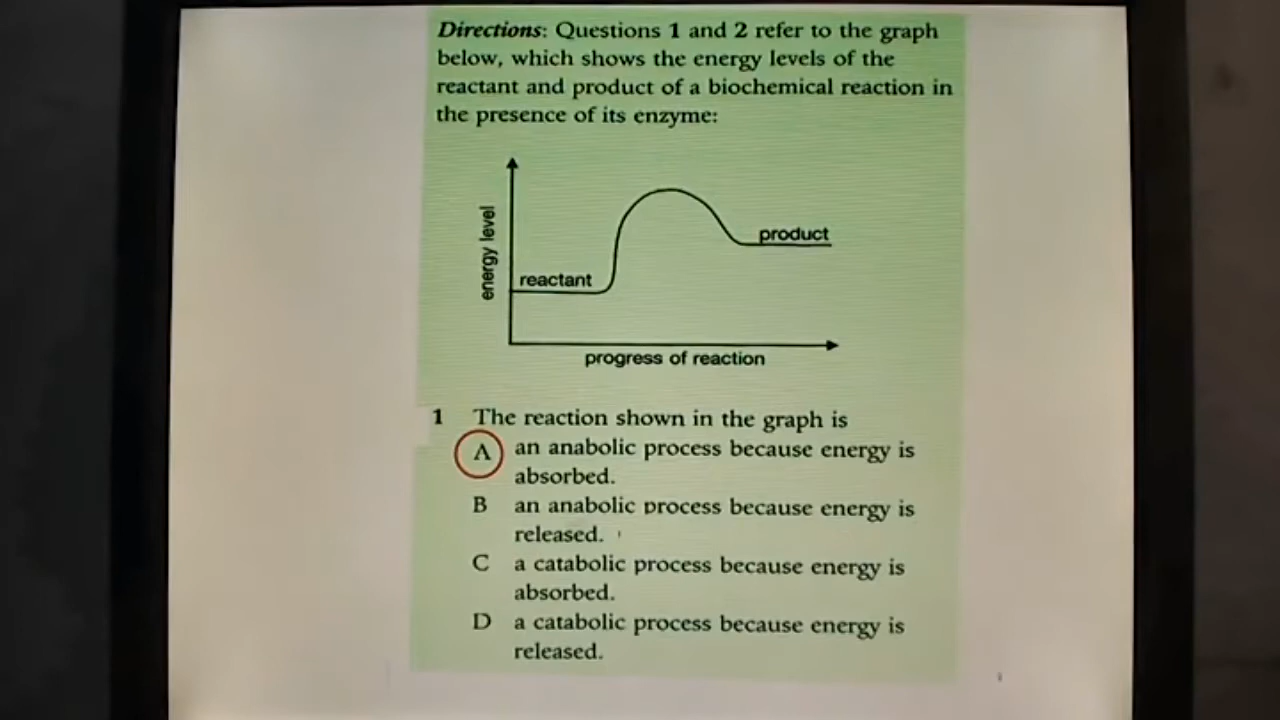 Directions: Questions 1 and 2 refer to the graph
below, which shows the energy levels of the
reactant and product of a biochemical reaction in
the presence of its enzyme:
energy level
product
reactant
progress of reaction
1 The reaction shown in the graph is
A an anabolic process because energy is
absorbed.
B an anabolic process because energy is
released.
C a catabolic process because energy is
absorbed.
D a catabolic process because energy is
released.